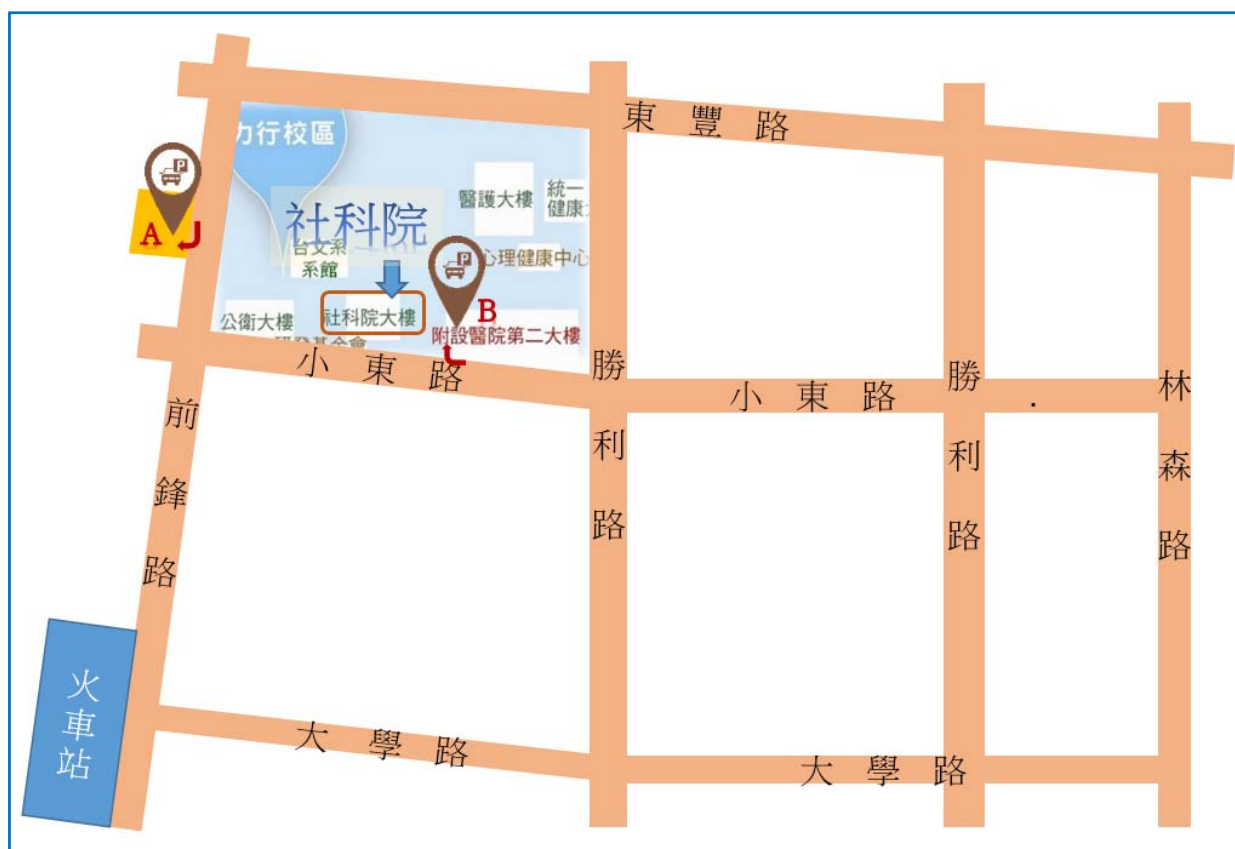 東豐路
力行校區
醫護大樓
統一
健康
社科院
台文系
系館
心理健康中心
A
B
公衛大樓
社科院大樓
附設醫院第二大樓
小東路
勝利路
小東路
勝利路
林森路
前鋒路
火車站
大學路
大學路